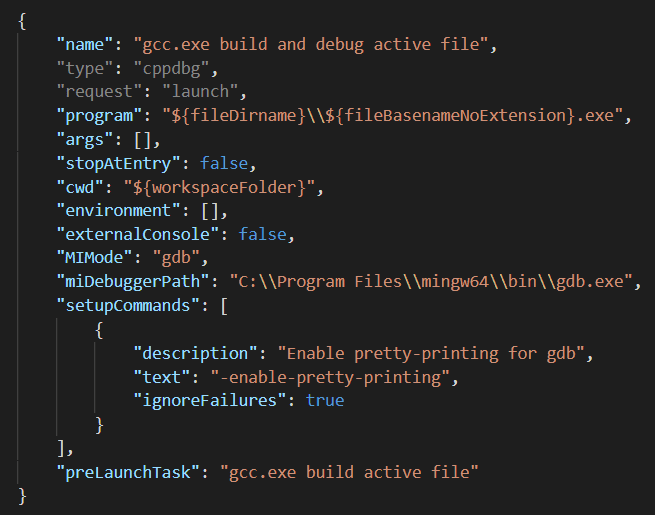 {
    "name": "gcc.exe build and debug active file",
    "type": "cppdbg",
    "request": "launch",
    "program": "${fileDirname}\\${fileBasenameNoExtension}.exe",
    "args": [],
    "stopAtEntry": false,
    "cwd": "${workspaceFolder}",
    "environment": [],
    "externalConsole": false,
    "MIMode": "gdb",
    "miDebuggerPath": "C:\\Program Files\\mingw64\\bin\\gdb.exe",
    "setupCommands": [
        {
            "description": "Enable pretty-printing for gdb",
            "text": "-enable-pretty-printing",
            "ignoreFailures": true
        }
    ],
    "preLaunchTask": "gcc.exe build active file"
}